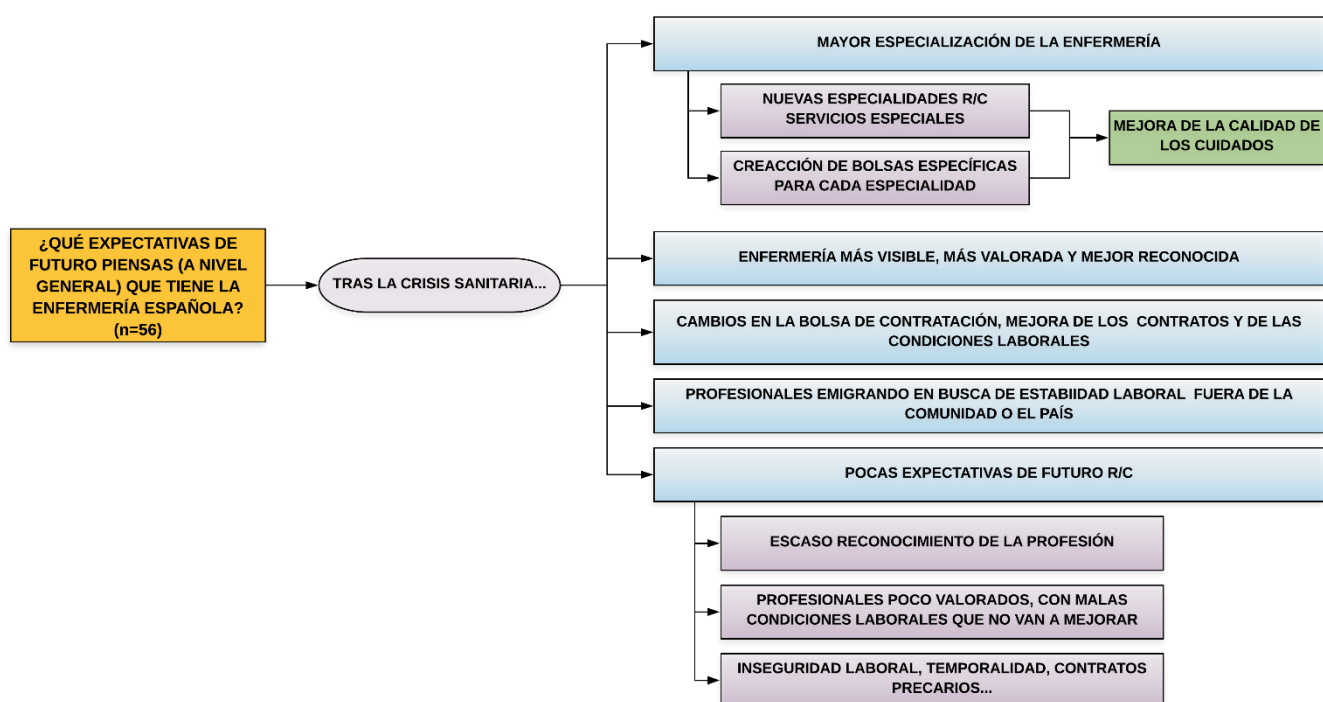 ¿QUÉ EXPECTATIVAS DE
FUTURO PIENSAS (A NIVEL
GENERAL) QUE TIENE LA
ENFERMERÍA ESPAÑOLA?
(n=56)
TRAS LA CRISIS SANITARIA...
MAYOR ESPECIALIZACIÓN DE LA ENFERMERÍA
NUEVAS ESPECIALIDADES R/C
SERVICIOS ESPECIALES
CREACCIÓN DE BOLSAS ESPECÍFICAS
PARA CADA ESPECIALIDAD
MEJORA DE LA CALIDAD DE
LOS CUIDADOS
ENFERMERÍA MÁS VISIBLE, MÁS VALORADA Y MEJOR RECONOCIDA
CAMBIOS EN LA BOLSA DE CONTRATACIÓN, MEJORA DE LOS CONTRATOS Y DE LAS
CONDICIONES LABORALES
PROFESIONALES EMIGRANDO EN BUSCA DE ESTABIIDAD LABORAL FUERA DE LA
COMUNIDAD O EL PAÍS
POCAS EXPECTATIVAS DE FUTURO R/C
ESCASO RECONOCIMIENTO DE LA PROFESIÓN
PROFESIONALES POCO VALORADOS, CON MALAS
CONDICIONES LABORALES QUE NO VAN A MEJORAR
INSEGURIDAD LABORAL, TEMPORALIDAD, CONTRATOS
PRECARIOS...